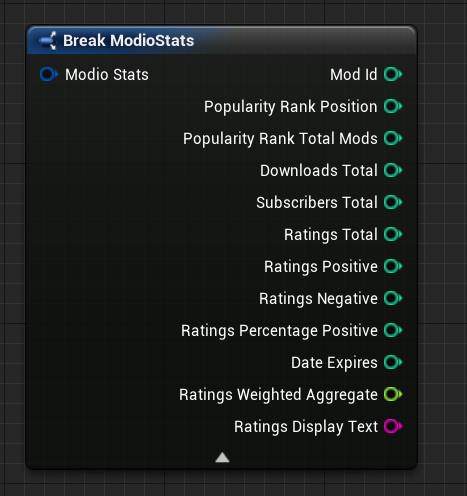 Break ModioStats
Modio Stats
Mod Id
Popularity Rank Position
Popularity Rank Total Mods
Downloads Total
Subscribers Total
Ratings Total
Ratings Positive
Ratings Negative
Ratings Percentage Positive
Date Expires
Ratings Weighted Aggregate
Ratings Display Text